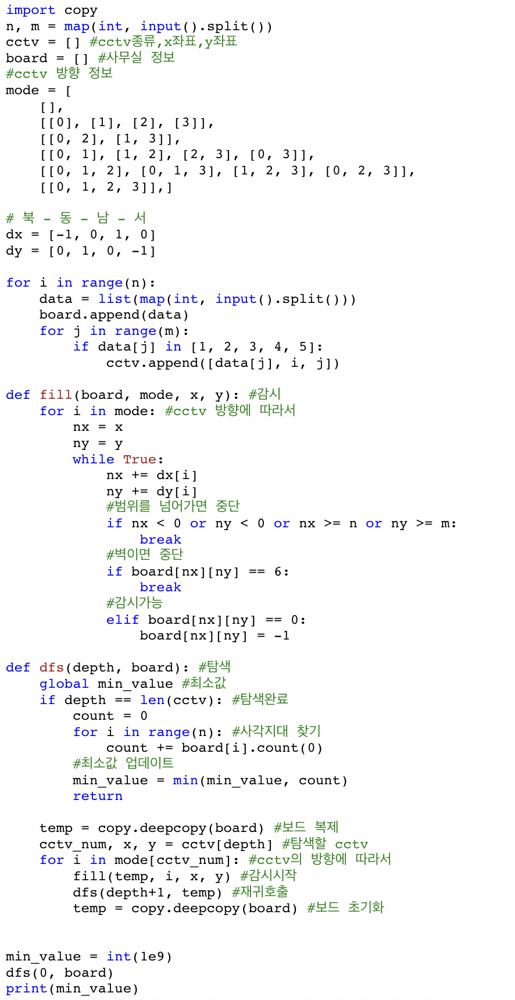 import copy
n, m = map(int, input().split())
cctv = [] #cctv종류,x좌표,y좌표
board = [] #사무실 정보
#cctv 방향 정보
mode = [
    [],
    [[0], [1], [2], [3]],
    [[0, 2], [1, 3]],
    [[0, 1], [1, 2], [2, 3], [0, 3]],
    [[0, 1, 2], [0, 1, 3], [1, 2, 3], [0, 2, 3]],
    [[0, 1, 2, 3]],]

# 북 - 동 - 남 - 서
dx = [-1, 0, 1, 0]
dy = [0, 1, 0, -1]

for i in range(n):
    data = list(map(int, input().split()))
    board.append(data)
    for j in range(m):
        if data[j] in [1, 2, 3, 4, 5]:
            cctv.append([data[j], i, j])

def fill(board, mode, x, y): #감시
    for i in mode: #cctv 방향에 따라서
        nx = x
        ny = y
        while True:
            nx += dx[i]
            ny += dy[i]
            #범위를 넘어가면 중단
            if nx < 0 or ny < 0 or nx >= n or ny >= m:
                break
            #벽이면 중단
            if board[nx][ny] == 6:
                break
            #감시가능
            elif board[nx][ny] == 0:
                board[nx][ny] = -1

def dfs(depth, board): #탐색
    global min_value #최소값
    if depth == len(cctv): #탐색완료
        count = 0
        for i in range(n): #사각지대 찾기
            count += board[i].count(0)
        #최소값 업데이트
        min_value = min(min_value, count)
        return

    temp = copy.deepcopy(board) #보드 복제
    cctv_num, x, y = cctv[depth] #탐색할 cctv
    for i in mode[cctv_num]: #cctv의 방향에 따라서
        fill(temp, i, x, y) #감시시작
        dfs(depth+1, temp) #재귀호출
        temp = copy.deepcopy(board) #보드 초기화


min_value = int(1e9)
dfs(0, board)
print(min_value)